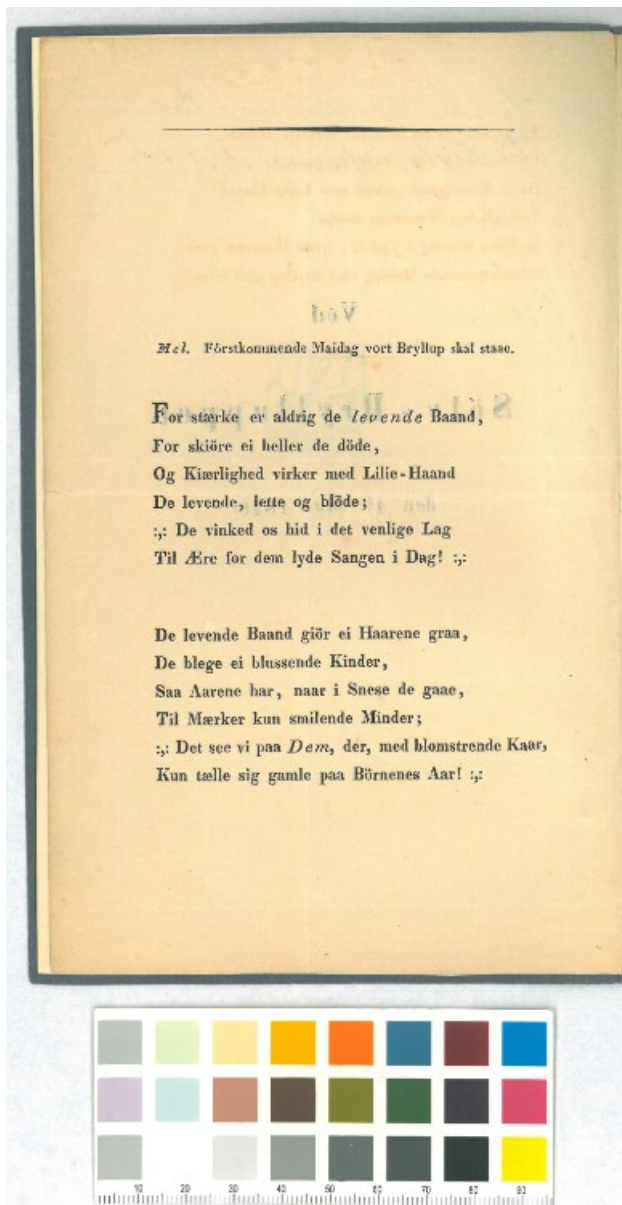 Mel. Förstkommende Maidag vort Bryllup skal staae.
For stærke er aldrig de levende Baand,
For skiöre ei heller de döde,
Og Kiærlighed virker med Lilie-Haand
De levende, lette og blöde;
:,: De vinked os hid i det venlige Lag
Til Ære for dem lyde Sangen i Dag! :,:
De levende Baand giör ei Haarene graa,
De blege ei blussende Kinder,
Saa Aarene har, naar i Snese de gaae,
Til Mærker kun smilende Minder;
:,: Det see vi paa Dem, der, med blomstrende Kaar,
Kun tælle sig gamle paa Börnenes Aar! :,:
10 20 30 40 50 60 70 80 90